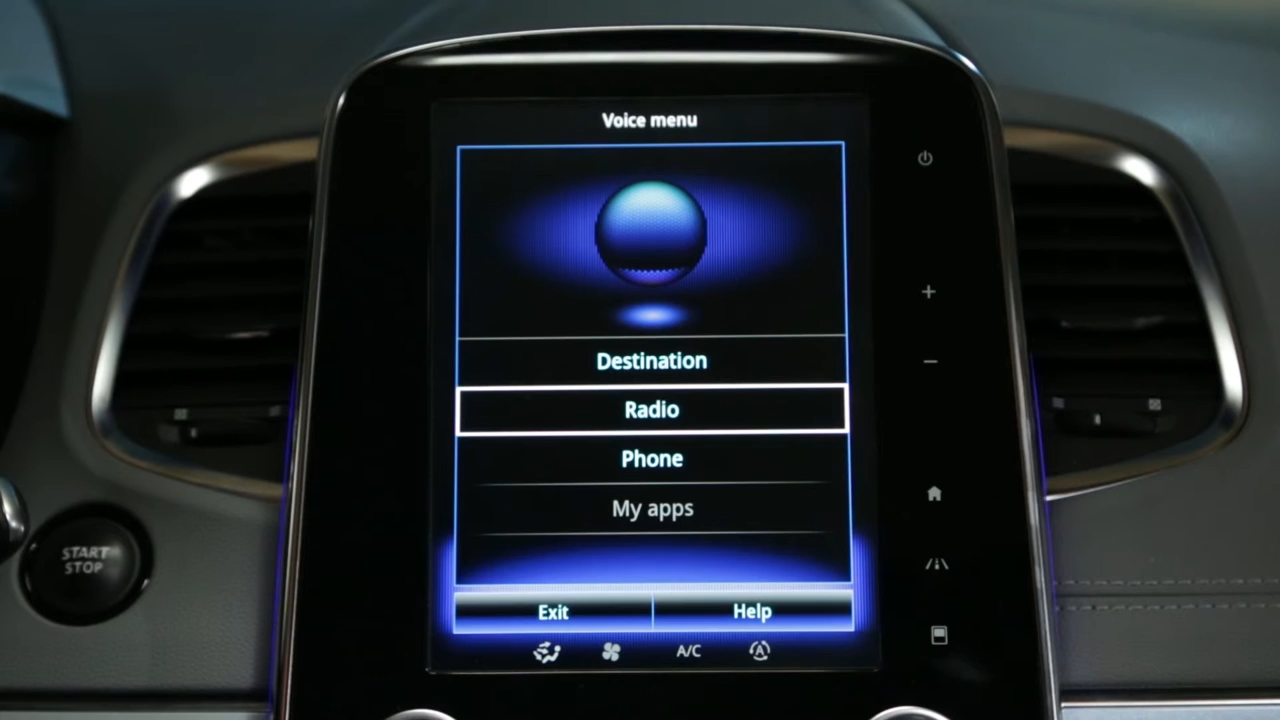 Voice menu
Destination
Radio
Phone
My apps
Exit Help
A/C
A
START
STOP